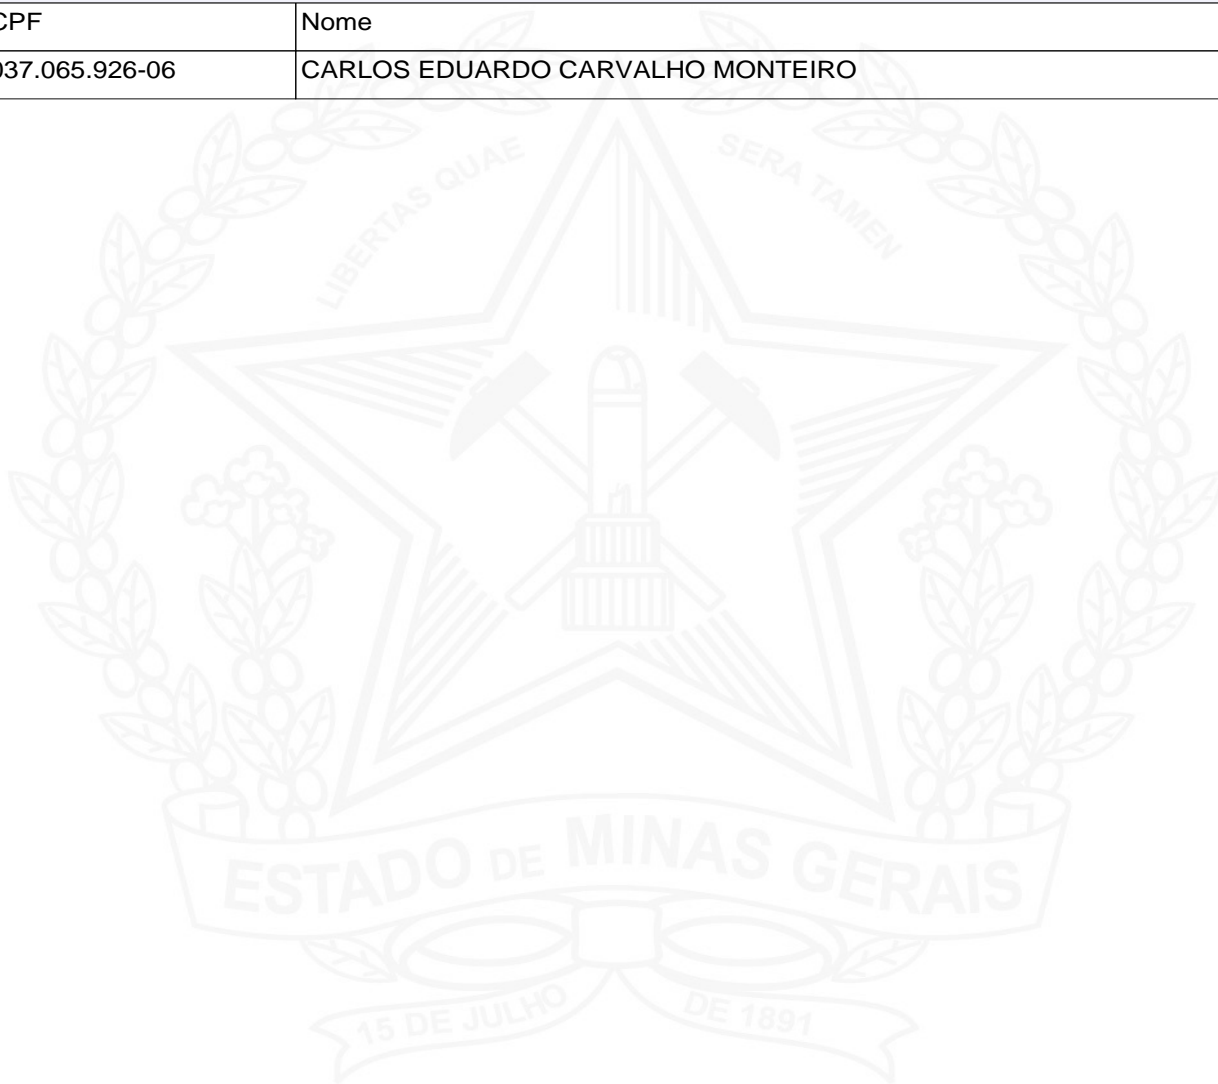 CPF Nome
037.065.926-06 CARLOS EDUARDO CARVALHO MONTEIRO
LIBERTAS QUAE SERA TAMEN
ESTADO DE MINAS GERAIS
15 DE JULHO DE 1891